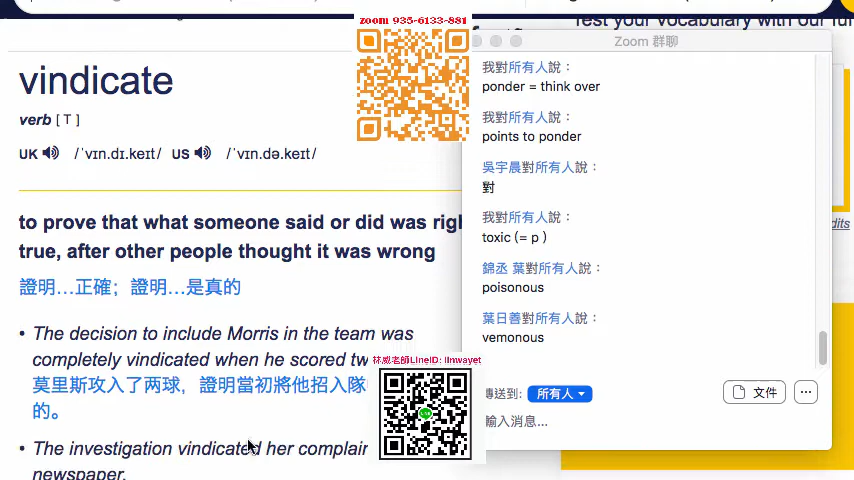 Test your vocabulary with our fun
zoom 935-6133-881
vindicate
verb [ T ]
UK /ˈvɪn.dɪ.keɪt/ US /ˈvɪn.də.keɪt/
to prove that what someone said or did was righ
true, after other people thought it was wrong
證明…正確；證明…是真的
• The decision to include Morris in the team was
completely vindicated when he scored tw
莫里斯攻入了两球，證明當初將他招入隊
的。
• The investigation vindicated her complain
newspaper.
林威老師LineID: linwayet
Zoom 群聊
我對所有人說：
ponder = think over
我對所有人說：
points to ponder
吳宇晨對所有人說：
對
我對所有人說：
toxic (= p )
錦丞 葉對所有人說：
poisonous
葉日善對所有人說：
vemonous
傳送到: 所有人
文件
輸入消息...
dits